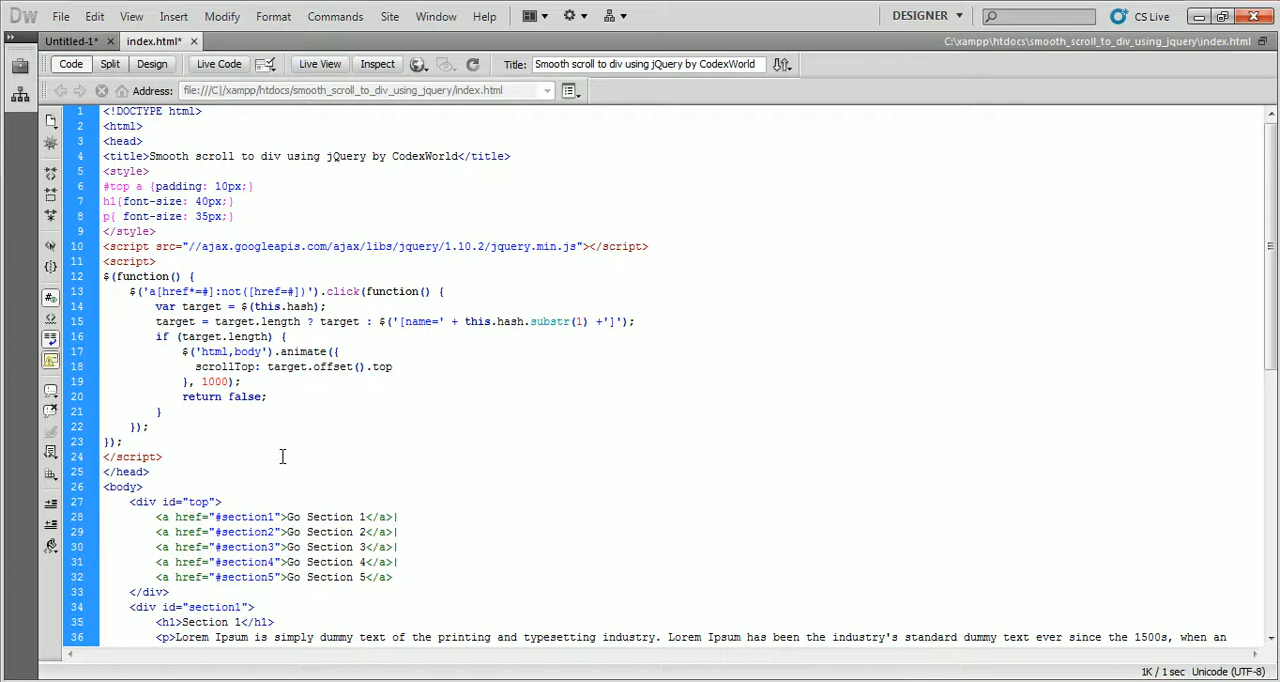 Dw File Edit View Insert Modify Format Commands Site Window Help DESIGNER CS Live
Untitled-1* index.html* C:\xampp\htdocs\smooth_scroll_to_div_using_jquery\index.html
Code Split Design Live Code Live View Inspect Title: Smooth scroll to div using jQuery by CodexWorld
Address: file:///C|/xampp/htdocs/smooth_scroll_to_div_using_jquery/index.html
1 <!DOCTYPE html>
2 <html>
3 <head>
4 <title>Smooth scroll to div using jQuery by CodexWorld</title>
5 <style>
6 #top a {padding: 10px;}
7 h1{font-size: 40px;}
8 p{ font-size: 35px;}
9 </style>
10 <script src="//ajax.googleapis.com/ajax/libs/jquery/1.10.2/jquery.min.js"></script>
11 <script>
12 $(function() {
13 $('a[href*=#]:not([href=#])').click(function() {
14 var target = $(this.hash);
15 target = target.length ? target : $('[name=' + this.hash.substr(1) +']');
16 if (target.length) {
17 $('html,body').animate({
18 scrollTop: target.offset().top
19 }, 1000);
20 return false;
21 }
22 });
23 });
24 </script>
25 </head>
26 <body>
27 <div id="top">
28 <a href="#section1">Go Section 1</a>|
29 <a href="#section2">Go Section 2</a>|
30 <a href="#section3">Go Section 3</a>|
31 <a href="#section4">Go Section 4</a>|
32 <a href="#section5">Go Section 5</a>
33 </div>
34 <div id="section1">
35 <h1>Section 1</h1>
36 <p>Lorem Ipsum is simply dummy text of the printing and typesetting industry. Lorem Ipsum has been the industry's standard dummy text ever since the 1500s, when an
1K / 1 sec Unicode (UTF-8)